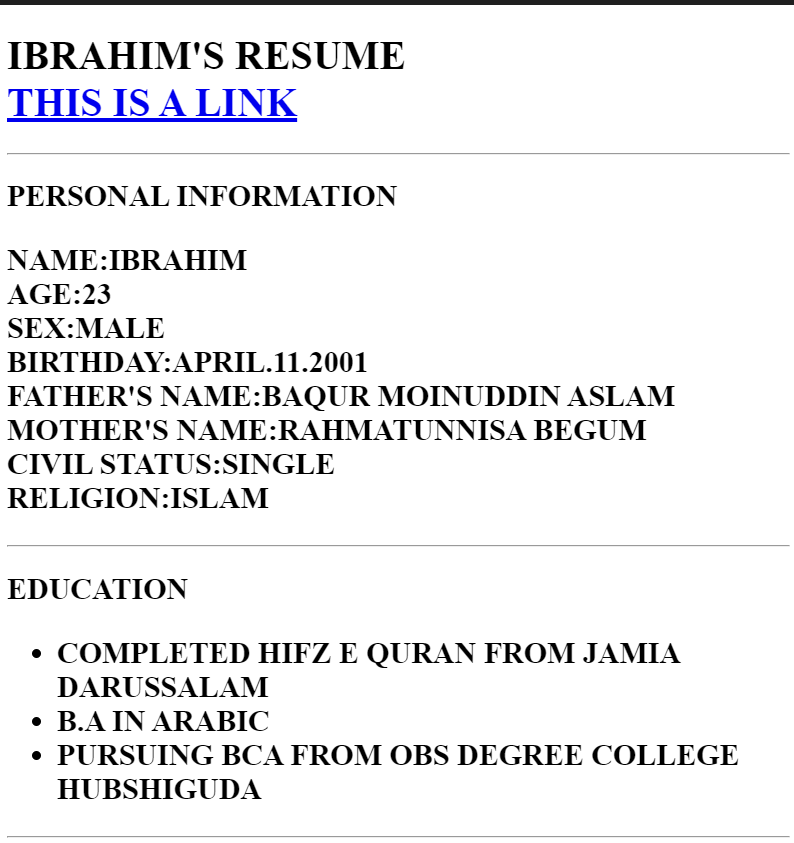 IBRAHIM'S RESUME
THIS IS A LINK
PERSONAL INFORMATION
NAME:IBRAHIM
AGE:23
SEX:MALE
BIRTHDAY:APRIL.11.2001
FATHER'S NAME:BAQUR MOINUDDIN ASLAM
MOTHER'S NAME:RAHMATUNNISA BEGUM
CIVIL STATUS:SINGLE
RELIGION:ISLAM
EDUCATION
• COMPLETED HIFZ E QURAN FROM JAMIA
DARUSSALAM
• B.A IN ARABIC
• PURSUING BCA FROM OBS DEGREE COLLEGE
HUBSHIGUDA